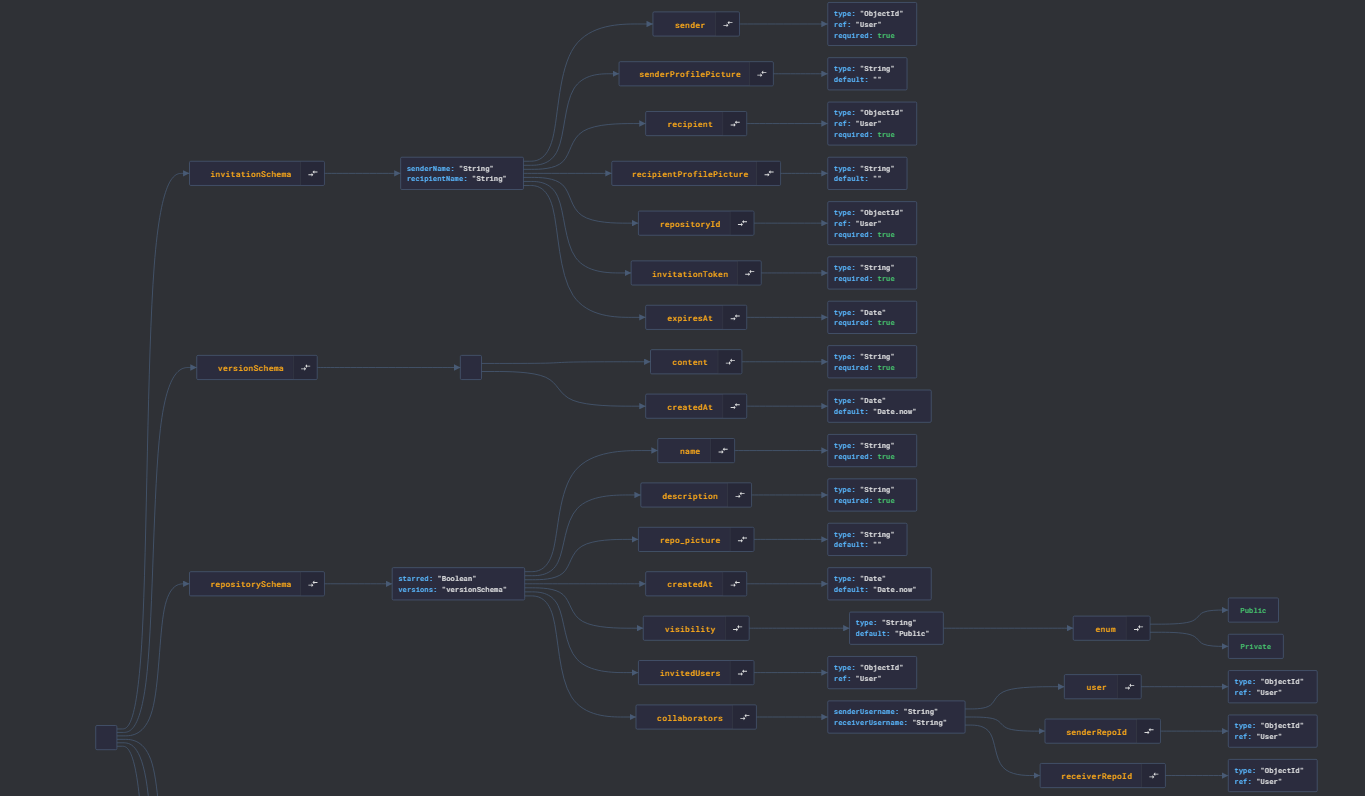 sender
type: "ObjectId"
ref: "User"
required: true
senderProfilePicture
type: "String"
default: ""
recipient
type: "ObjectId"
ref: "User"
required: true
invitationSchema
senderName: "String"
recipientName: "String"
recipientProfilePicture
type: "String"
default: ""
repositoryId
type: "ObjectId"
ref: "User"
required: true
invitationToken
type: "String"
required: true
expiresAt
type: "Date"
required: true
versionSchema
content
type: "String"
required: true
createdAt
type: "Date"
default: "Date.now"
name
type: "String"
required: true
description
type: "String"
required: true
repo_picture
type: "String"
default: ""
repositorySchema
starred: "Boolean"
versions: "versionSchema"
createdAt
type: "Date"
default: "Date.now"
visibility
type: "String"
default: "Public"
enum
Public
Private
invitedUsers
type: "ObjectId"
ref: "User"
collaborators
senderUsername: "String"
receiverUsername: "String"
user
type: "ObjectId"
ref: "User"
senderRepoId
type: "ObjectId"
ref: "User"
receiverRepoId
type: "ObjectId"
ref: "User"